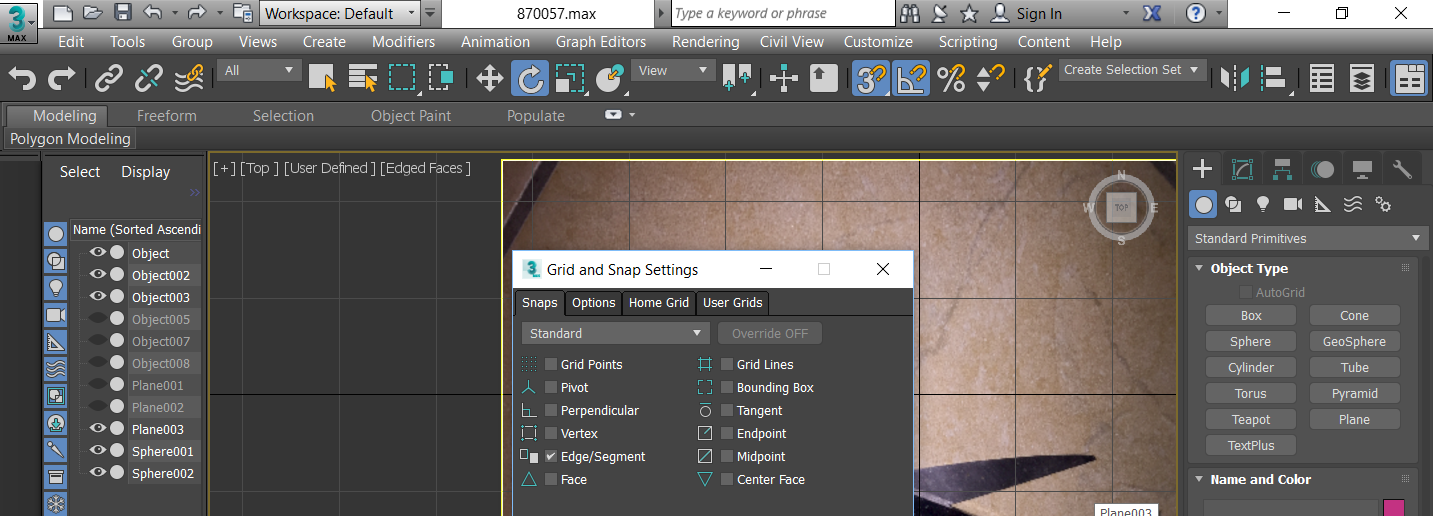 3 MAX Workspace: Default 870057.max Type a keyword or phrase Sign In
Edit Tools Group Views Create Modifiers Animation Graph Editors Rendering Civil View Customize Scripting Content Help
All View 3 % Create Selection Set
Modeling Freeform Selection Object Paint Populate
Polygon Modeling
Select Display
[ + ] [Top ] [User Defined ] [Edged Faces ]
N
W TOP E
S
Name (Sorted Ascendi
Object
Object002
Object003
Object005
Object007
Object008
Plane001
Plane002
Plane003
Sphere001
Sphere002
Grid and Snap Settings
Snaps Options Home Grid User Grids
Standard Override OFF
Grid Points Grid Lines
Pivot Bounding Box
Perpendicular Tangent
Vertex Endpoint
Edge/Segment Midpoint
Face Center Face
Plane003
Standard Primitives
Object Type
AutoGrid
Box Cone
Sphere GeoSphere
Cylinder Tube
Torus Pyramid
Teapot Plane
TextPlus
Name and Color